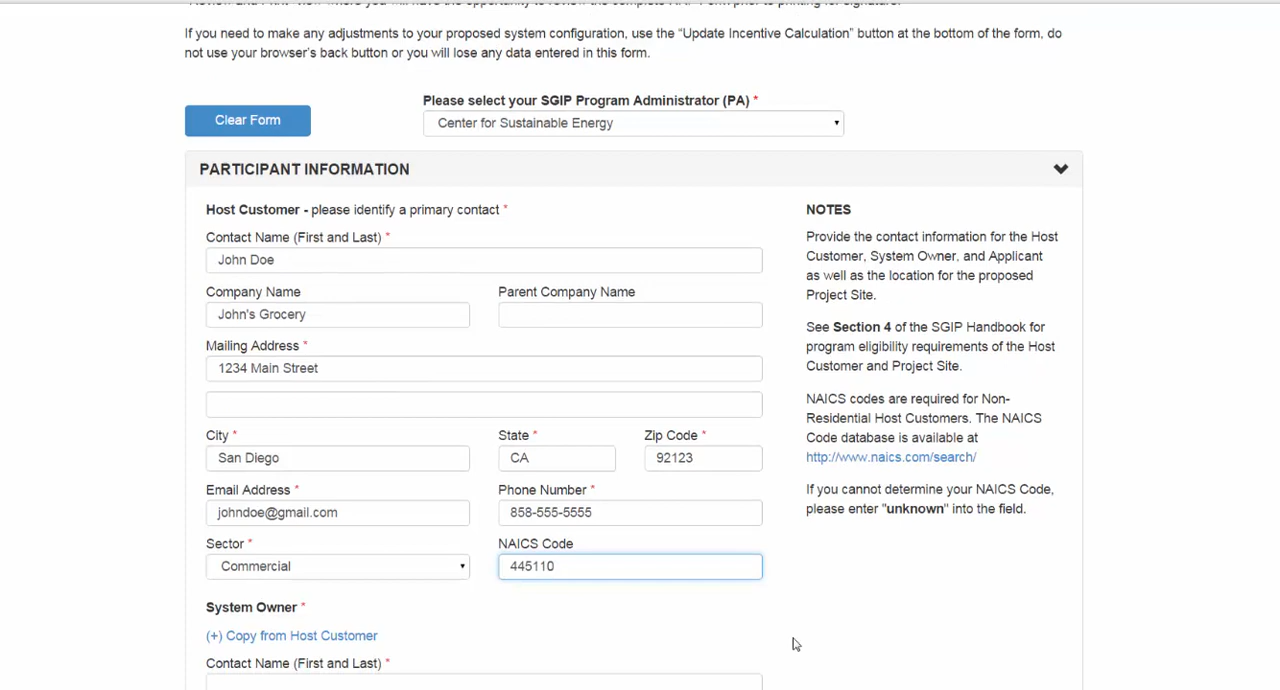 If you need to make any adjustments to your proposed system configuration, use the “Update Incentive Calculation” button at the bottom of the form, do
not use your browser's back button or you will lose any data entered in this form.
Clear Form
Please select your SGIP Program Administrator (PA) *
Center for Sustainable Energy
PARTICIPANT INFORMATION
Host Customer - please identify a primary contact *
Contact Name (First and Last) *
John Doe
Company Name
Parent Company Name
John's Grocery
Mailing Address *
1234 Main Street
City *
State *
Zip Code *
San Diego
CA
92123
Email Address *
Phone Number *
johndoe@gmail.com
858-555-5555
Sector *
NAICS Code
Commercial
445110
System Owner *
(+) Copy from Host Customer
Contact Name (First and Last) *
NOTES
Provide the contact information for the Host
Customer, System Owner, and Applicant
as well as the location for the proposed
Project Site.
See Section 4 of the SGIP Handbook for
program eligibility requirements of the Host
Customer and Project Site.
NAICS codes are required for Non-
Residential Host Customers. The NAICS
Code database is available at
http://www.naics.com/search/
If you cannot determine your NAICS Code,
please enter "unknown" into the field.